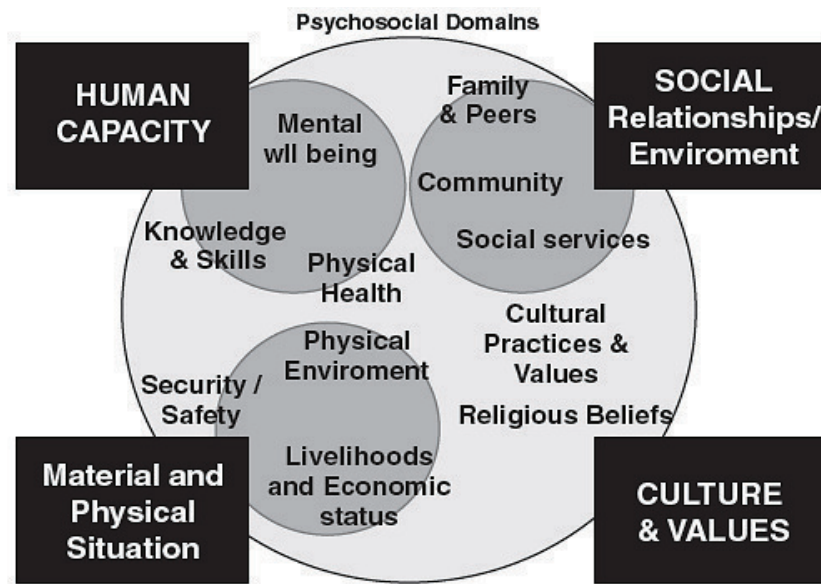 Psychosocial Domains
HUMAN
CAPACITY
SOCIAL
Relationships/
Enviroment
Mental
wll being
Family
& Peers
Community
Knowledge
& Skills
Social services
Physical
Health
Cultural
Practices &
Values
Physical
Enviroment
Security /
Safety
Religious Beliefs
Livelihoods
and Economic
status
Material and
Physical
Situation
CULTURE
& VALUES